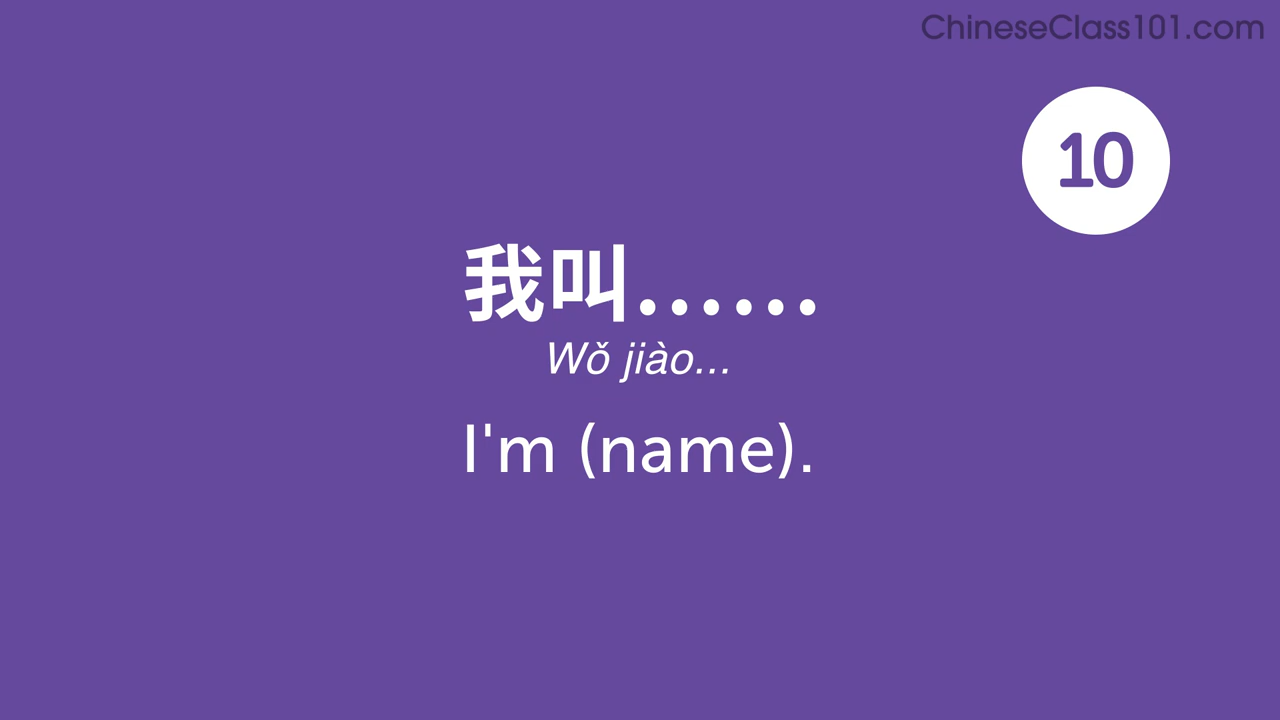 ChineseClass101.com
10
我叫......
Wǒ jiào...
I'm (name).